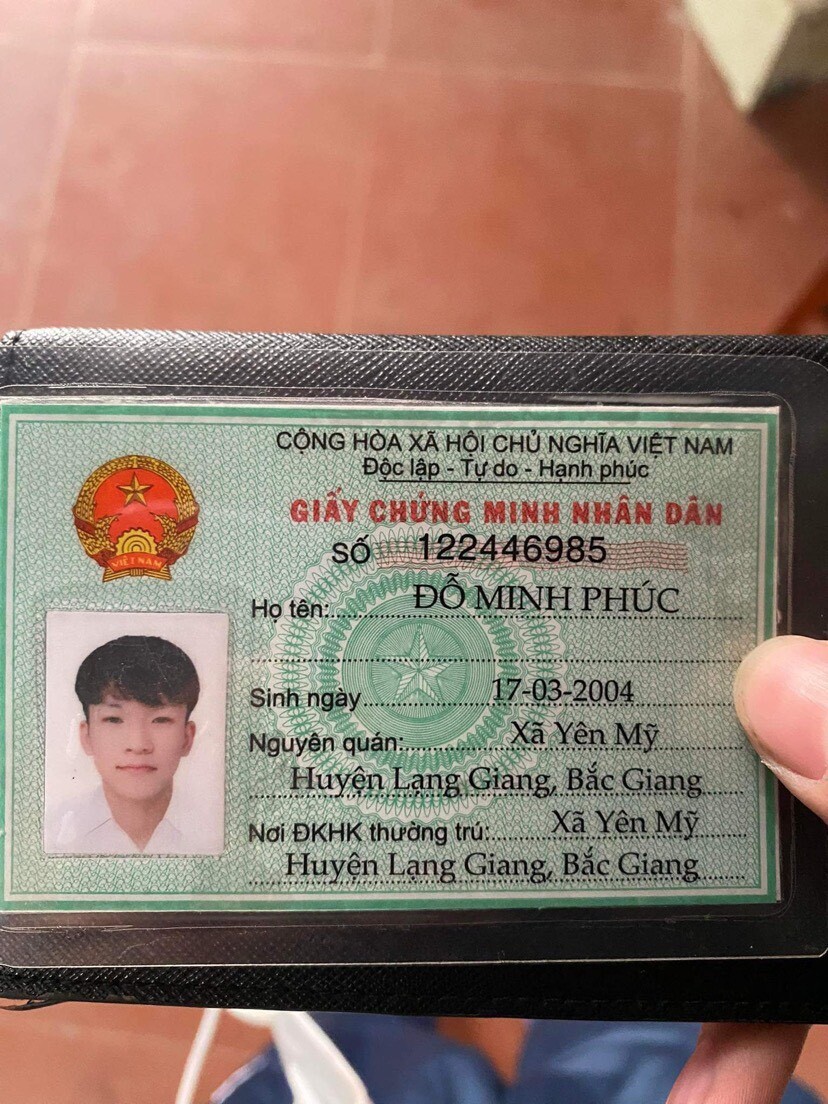 CỘNG HÒA XÃ HỘI CHỦ NGHĨA VIỆT NAM
Độc lập - Tự do - Hạnh phúc
GIẤY CHỨNG MINH NHÂN DÂN
SỐ 122446985
VIỆT NAM
Họ tên: ĐỖ MINH PHÚC
Sinh ngày 17-03-2004
Nguyên quán: Xã Yên Mỹ
Huyện Lạng Giang, Bắc Giang
Nơi ĐKHK thường trú: Xã Yên Mỹ
Huyện Lạng Giang, Bắc Giang